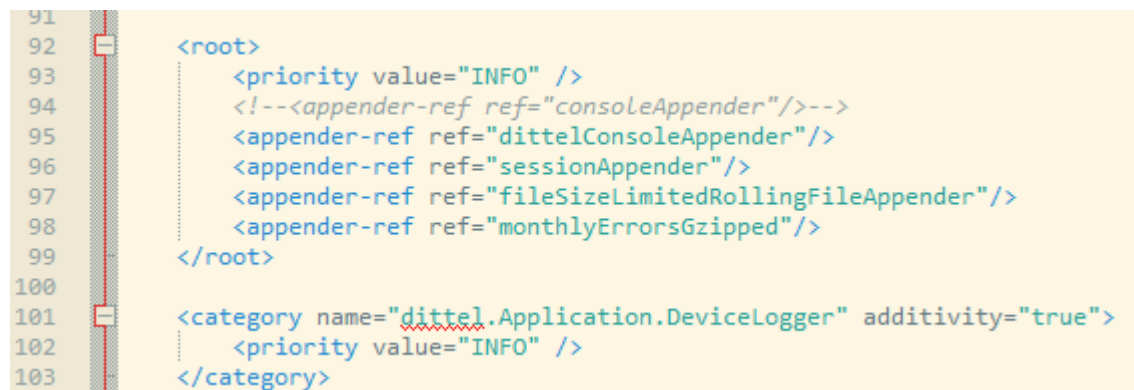 91
92 <root>
93 <priority value="INFO" />
94 <!--<appender-ref ref="consoleAppender"/>-->
95 <appender-ref ref="dittelConsoleAppender"/>
96 <appender-ref ref="sessionAppender"/>
97 <appender-ref ref="fileSizeLimitedRollingFileAppender"/>
98 <appender-ref ref="monthlyErrorsGzipped"/>
99 </root>
100
101 <category name="dittel.Application.DeviceLogger" additivity="true">
102 <priority value="INFO" />
103 </category>